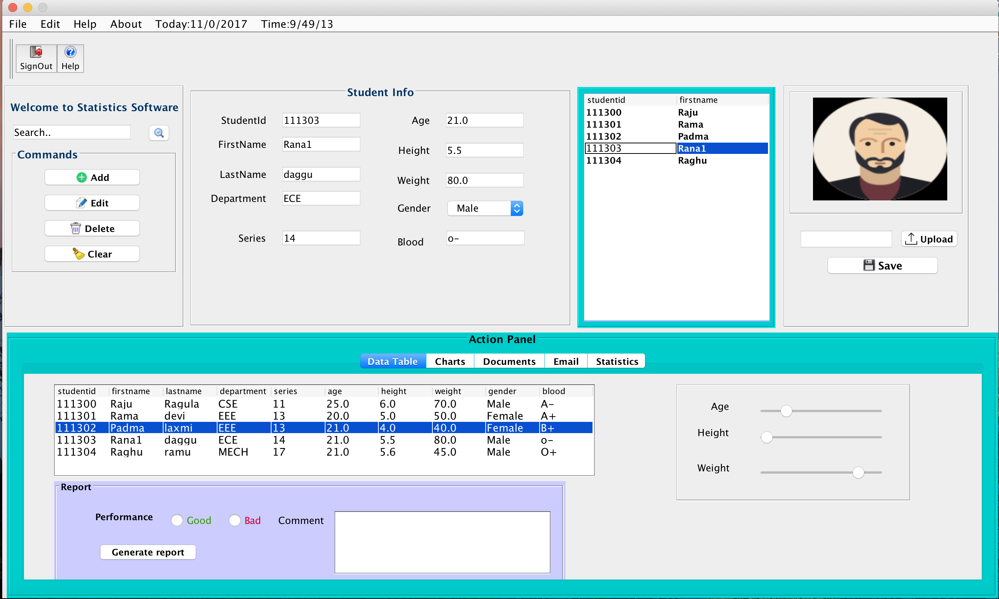 File Edit Help About Today:11/0/2017 Time:9/49/13
SignOut Help
Welcome to Statistics Software
Search..
Commands
Add
Edit
Delete
Clear
Student Info
StudentId 111303 Age 21.0
FirstName Rana1 Height 5.5
LastName daggu Weight 80.0
Department ECE Gender Male
Series 14 Blood o-
studentid firstname
111300 Raju
111301 Rama
111302 Padma
111303 Rana1
111304 Raghu
Upload
Save
Action Panel
Data Table Charts Documents Email Statistics
studentid firstname lastname department series age height weight gender blood
111300 Raju Ragula CSE 11 25.0 6.0 70.0 Male A-
111301 Rama devi EEE 13 20.0 5.0 50.0 Female A+
111302 Padma laxmi EEE 13 21.0 4.0 40.0 Female B+
111303 Rana1 daggu ECE 14 21.0 5.5 80.0 Male o-
111304 Raghu ramu MECH 17 21.0 5.6 45.0 Male O+
Age
Height
Weight
Report
Performance Good Bad Comment
Generate report